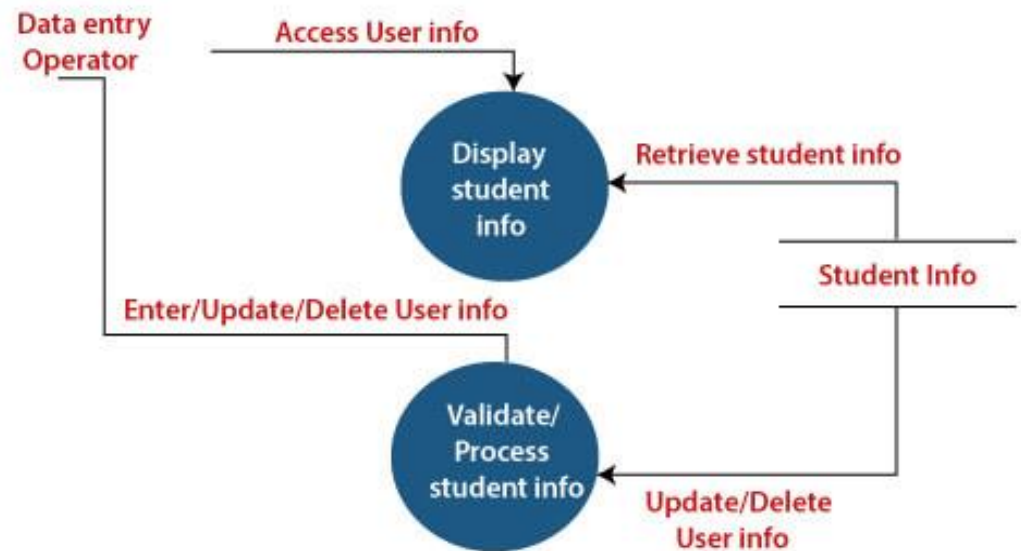 Data entry
Operator
Access User info
Display
student
info
Retrieve student info
Student Info
Enter/Update/Delete User info
Validate/
Process
student info
Update/Delete
User info